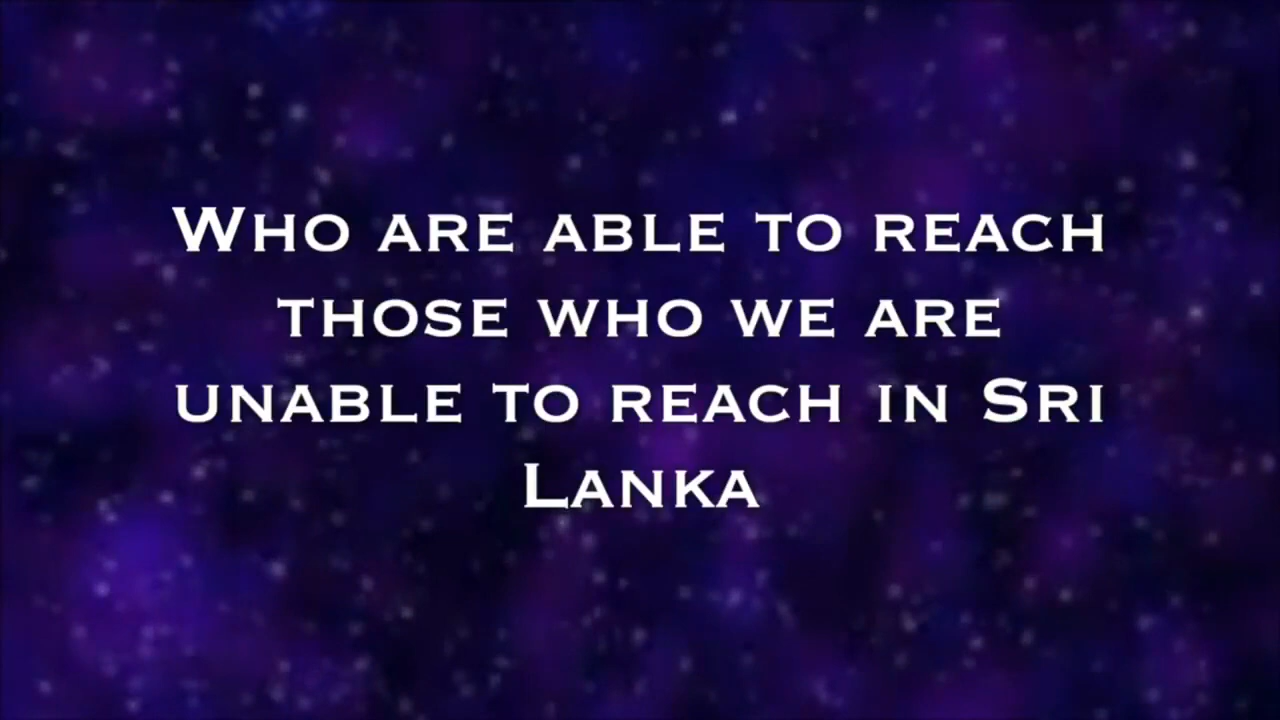 Who are able to reach
those who we are
unable to reach in Sri
Lanka